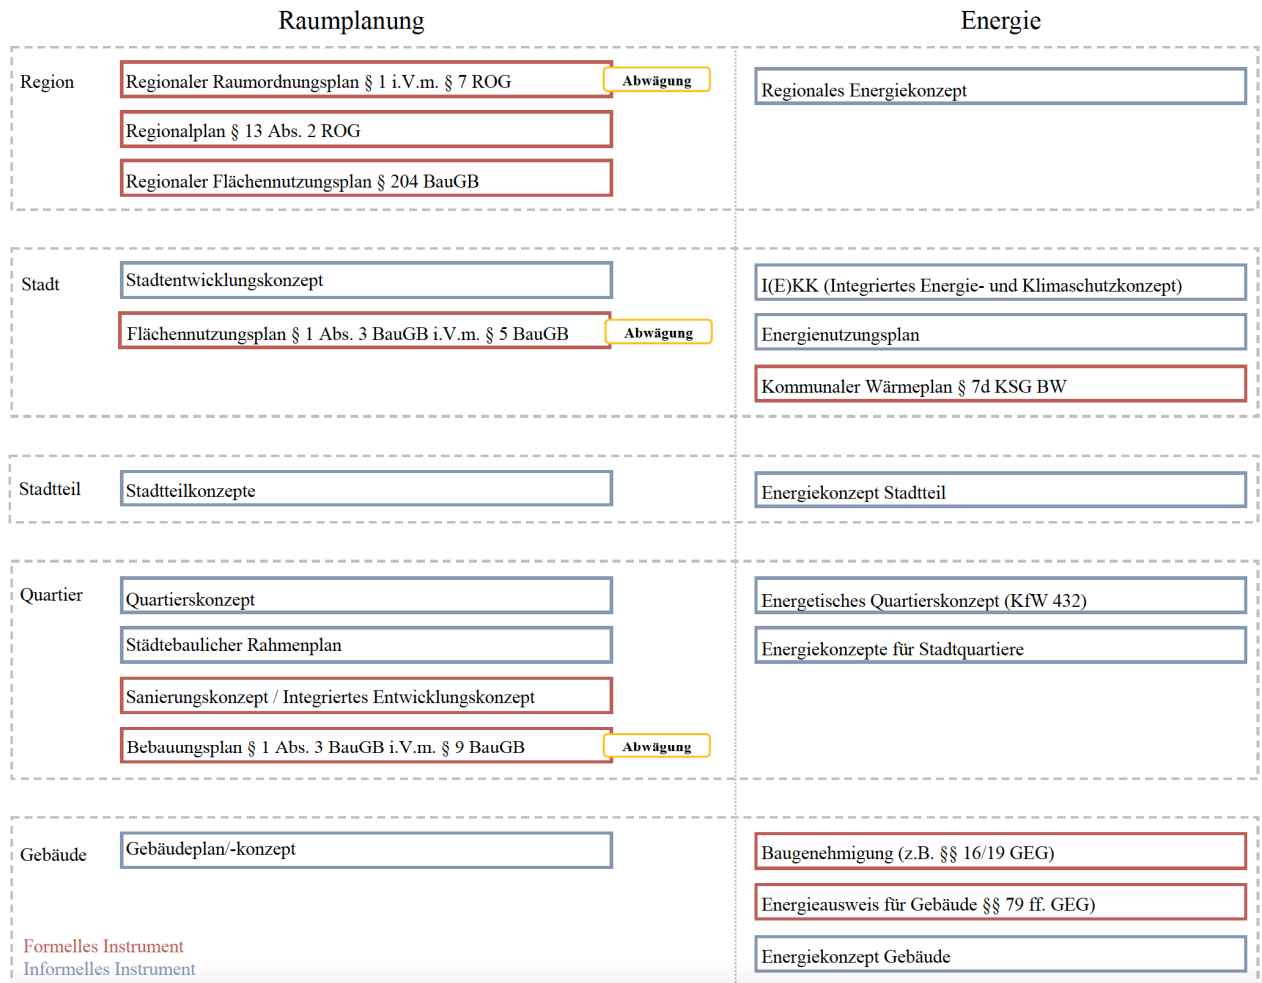 Raumplanung
Energie
Region
Regionaler Raumordnungsplan § 1 i.V.m. § 7 ROG
Abwägung
Regionalplan § 13 Abs. 2 ROG
Regionaler Flächennutzungsplan § 204 BauGB
Regionales Energiekonzept
Stadt
Stadtentwicklungskonzept
Flächennutzungsplan § 1 Abs. 3 BauGB i.V.m. § 5 BauGB
Abwägung
I(E)KK (Integriertes Energie- und Klimaschutzkonzept)
Energienutzungsplan
Kommunaler Wärmeplan § 7d KSG BW
Stadtteil
Stadtteilkonzepte
Energiekonzept Stadtteil
Quartier
Quartierskonzept
Städtebaulicher Rahmenplan
Sanierungskonzept / Integriertes Entwicklungskonzept
Bebauungsplan § 1 Abs. 3 BauGB i.V.m. § 9 BauGB
Abwägung
Energetisches Quartierskonzept (KfW 432)
Energiekonzepte für Stadtquartiere
Gebäude
Gebäudeplan/-konzept
Baugenehmigung (z.B. §§ 16/19 GEG)
Energieausweis für Gebäude §§ 79 ff. GEG)
Energiekonzept Gebäude
Formelles Instrument
Informelles Instrument